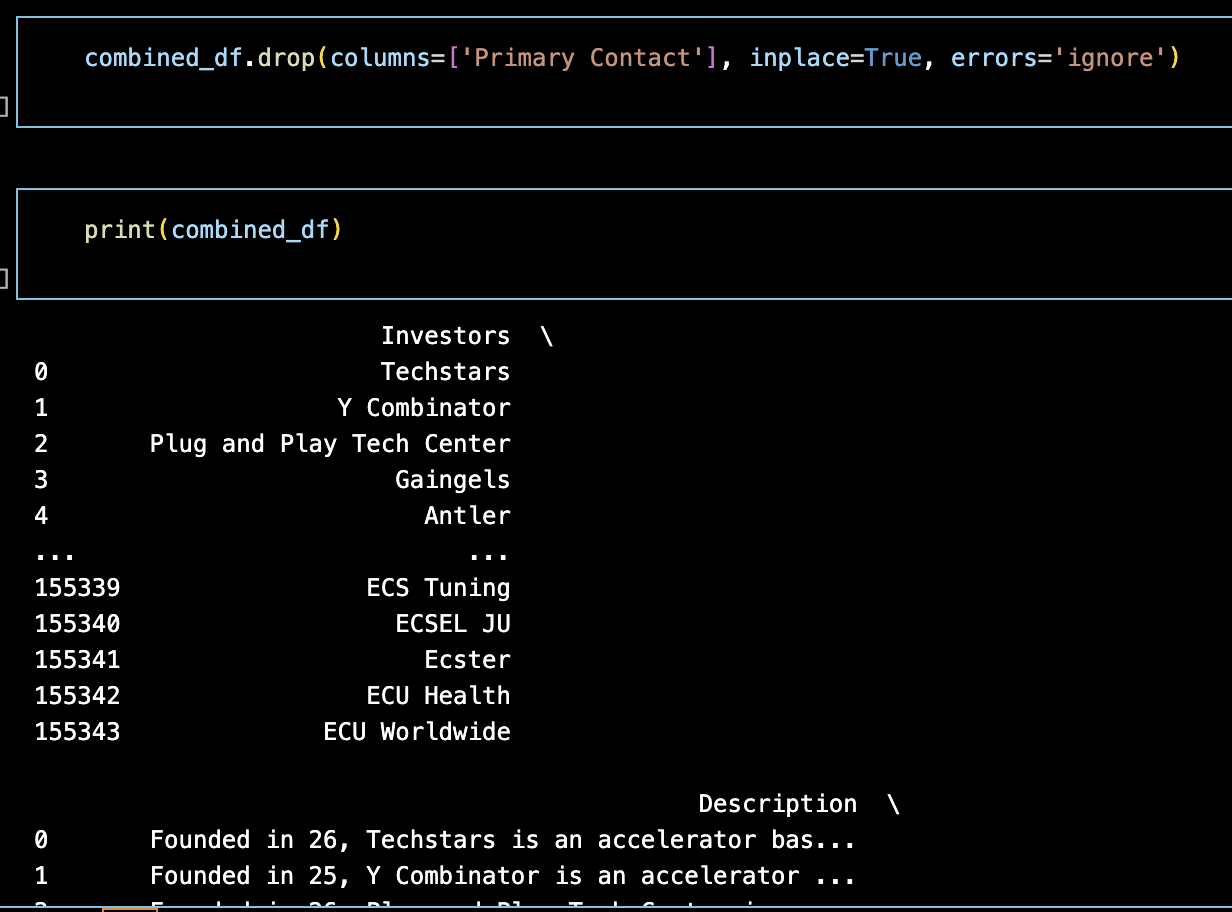 combined_df.drop(columns=['Primary Contact'], inplace=True, errors='ignore')
print(combined_df)
Investors \
0 Techstars
1 Y Combinator
2 Plug and Play Tech Center
3 Gaingels
4 Antler
... ...
155339 ECS Tuning
155340 ECSEL JU
155341 Ecster
155342 ECU Health
155343 ECU Worldwide
Description \
0 Founded in 26, Techstars is an accelerator bas...
1 Founded in 25, Y Combinator is an accelerator ...